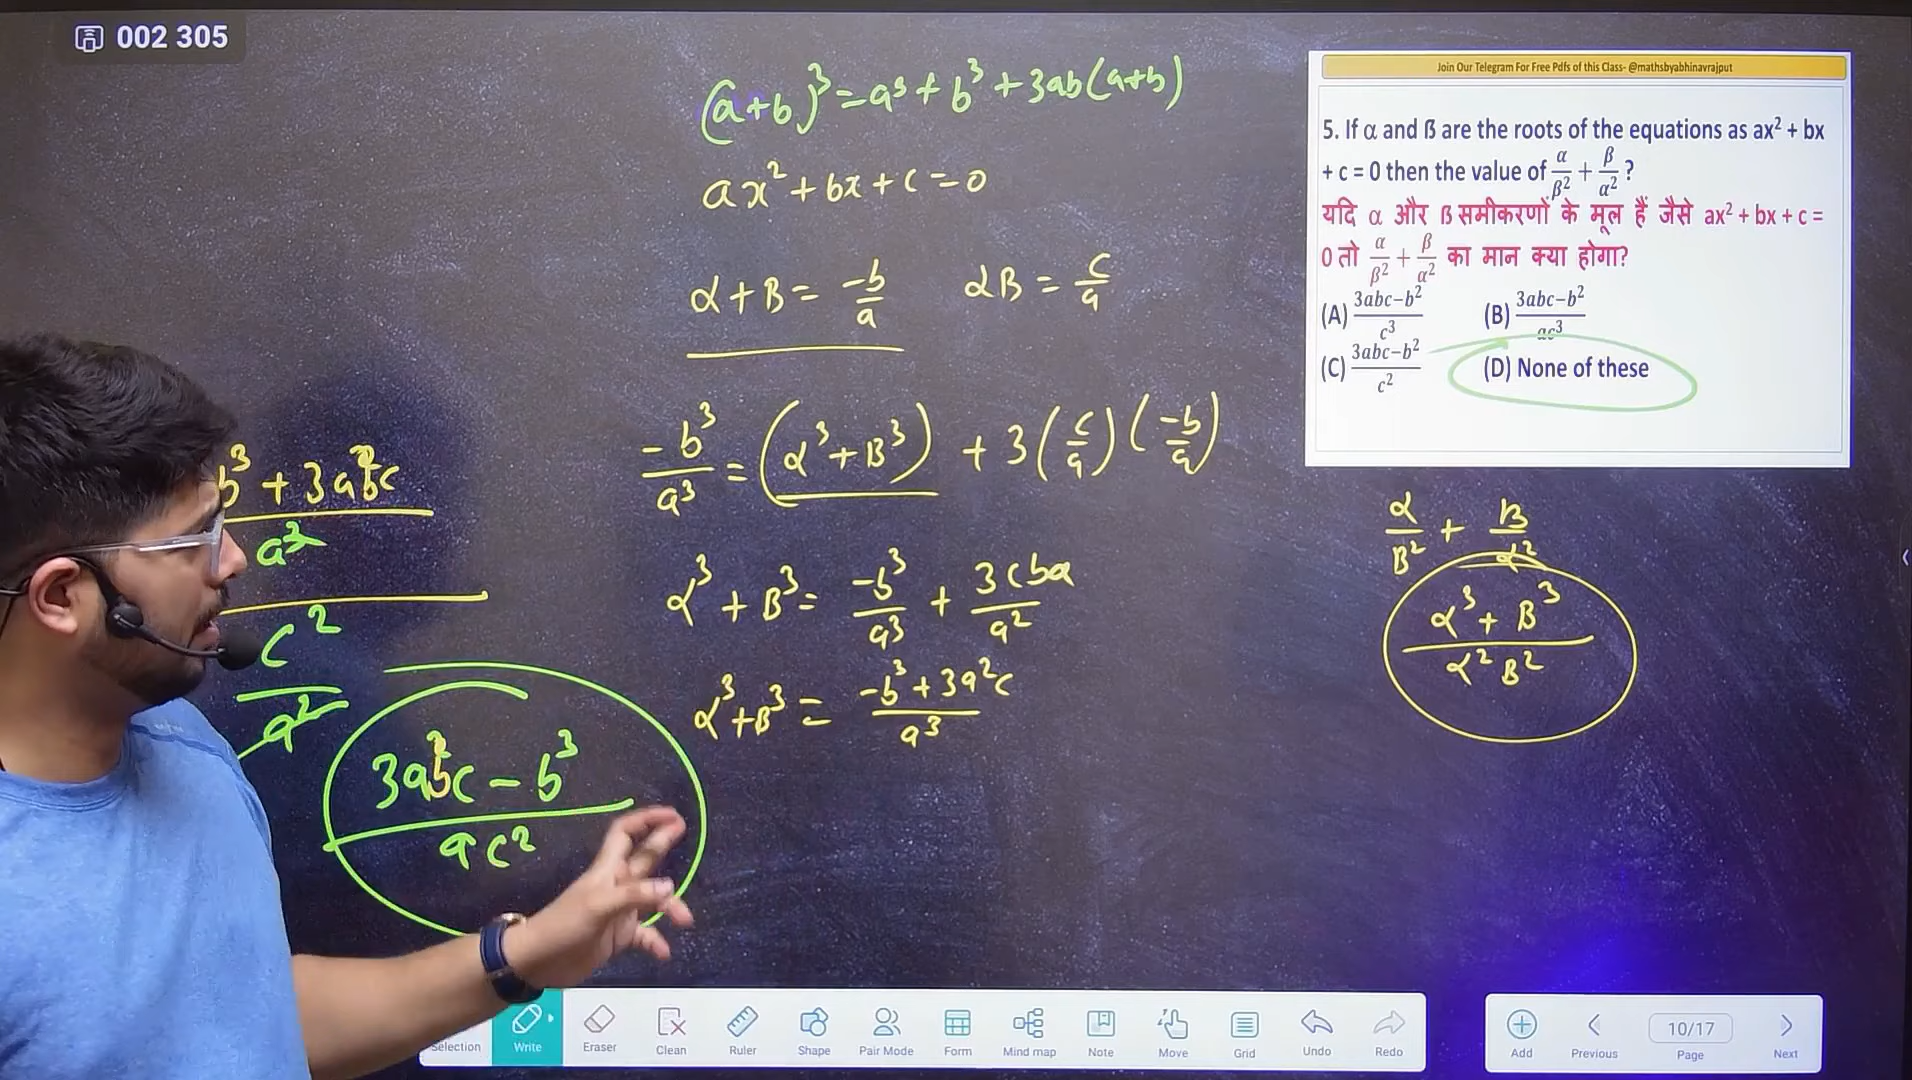 002 305
(a+b)³=a³+b³+3ab(a+b)
ax²+bx+c=0
α+β= -b/a αβ= c/a
-b³/a³=(α³+β³)+3(c/a)(-b/a)
α³+β³= -b³/a³ + 3cba/a²
α³+β³= -b³+3a²c/a³
b³+3abc
a²
c²
a²
3abc-b³
ac²
Join Our Telegram For Free Pdfs of this Class- @mathsbyabhinavrajput
5. If α and ß are the roots of the equations as ax² + bx
+ c = 0 then the value of α/β² + β/α² ?
यदि α और ß समीकरणों के मूल हैं जैसे ax² + bx + c =
0 तो α/β² + β/α² का मान क्या होगा?
(A) 3abc−b²/c³ (B) 3abc−b²/ac³
(C) 3abc−b²/c² (D) None of these
α/β² + β/α²
α³+β³
α²β²
Selection Write Eraser Clean Ruler Shape Pair Mode Form Mind map Note Move Grid Undo Redo
Add Previous 10/17 Page Next